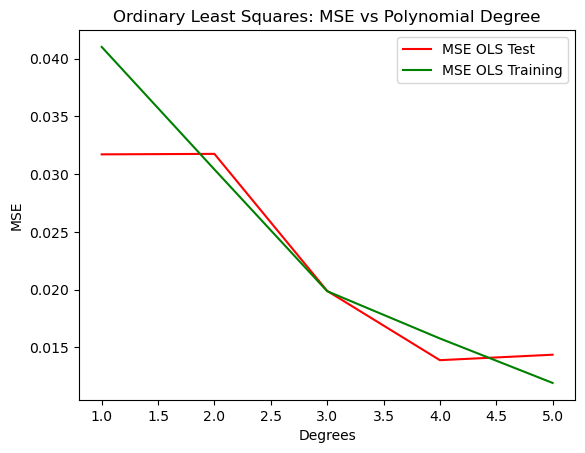 Ordinary Least Squares: MSE vs Polynomial Degree
MSE OLS Test
MSE OLS Training
0.040
0.035
0.030
0.025
0.020
0.015
MSE
1.0 1.5 2.0 2.5 3.0 3.5 4.0 4.5 5.0
Degrees